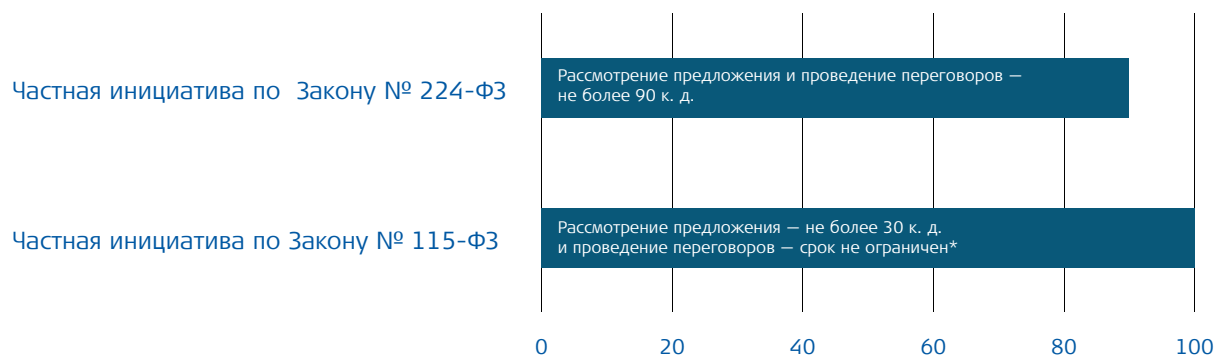 Частная инициатива по Закону № 224-ФЗ
Рассмотрение предложения и проведение переговоров —
не более 90 к. д.
Частная инициатива по Закону № 115-ФЗ
Рассмотрение предложения — не более 30 к. д.
и проведение переговоров — срок не ограничен*
0 20 40 60 80 100